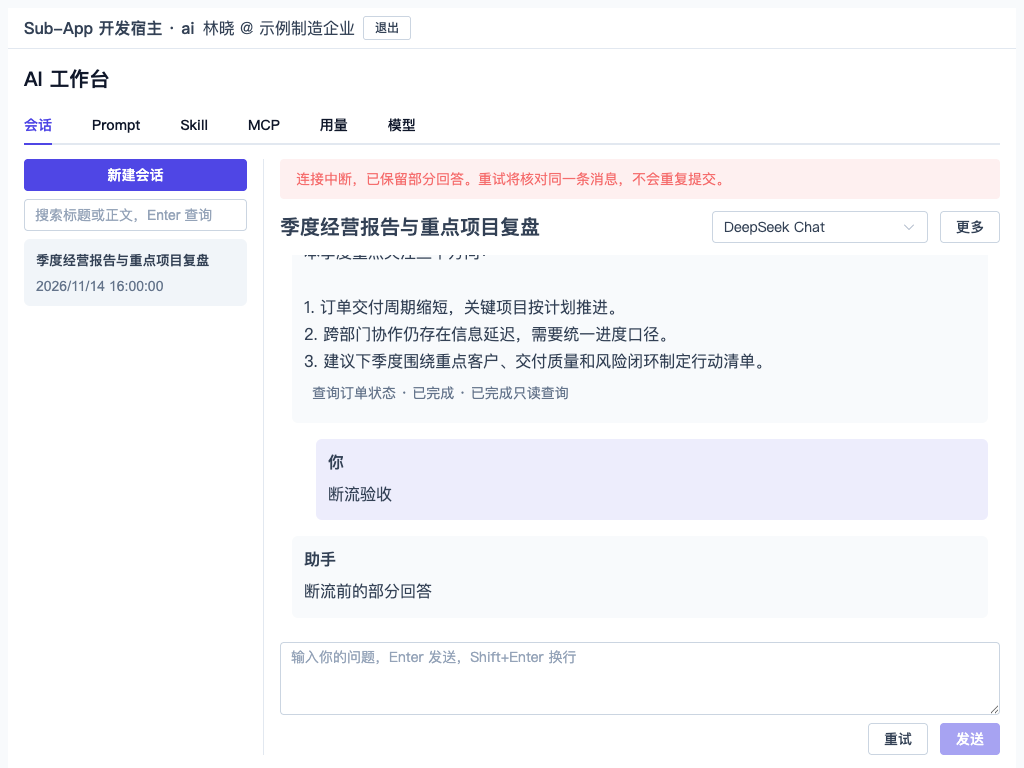 Sub-App 开发宿主 · ai 林晓 @ 示例制造企业 退出
AI 工作台
会话 Prompt Skill MCP 用量 模型
新建会话
搜索标题或正文，Enter 查询
季度经营报告与重点项目复盘
2026/11/14 16:00:00
连接中断，已保留部分回答。重试将核对同一条消息，不会重复提交。
季度经营报告与重点项目复盘
DeepSeek Chat
更多
1. 订单交付周期缩短，关键项目按计划推进。
2. 跨部门协作仍存在信息延迟，需要统一进度口径。
3. 建议下季度围绕重点客户、交付质量和风险闭环制定行动清单。
查询订单状态 · 已完成 · 已完成只读查询
你
断流验收
助手
断流前的部分回答
输入你的问题，Enter 发送，Shift+Enter 换行
重试 发送